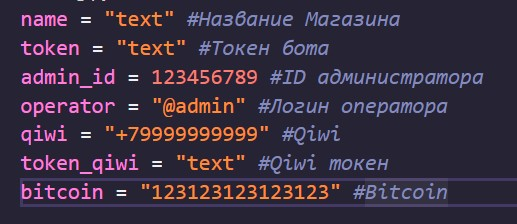 name = "text" #Название Магазина
token = "text" #Токен бота
admin_id = 123456789 #ID администратора
operator = "@admin" #Логин оператора
qiwi = "+79999999999" #Qiwi
token_qiwi = "text" #Qiwi токен
bitcoin = "123123123123123" #Bitcoin